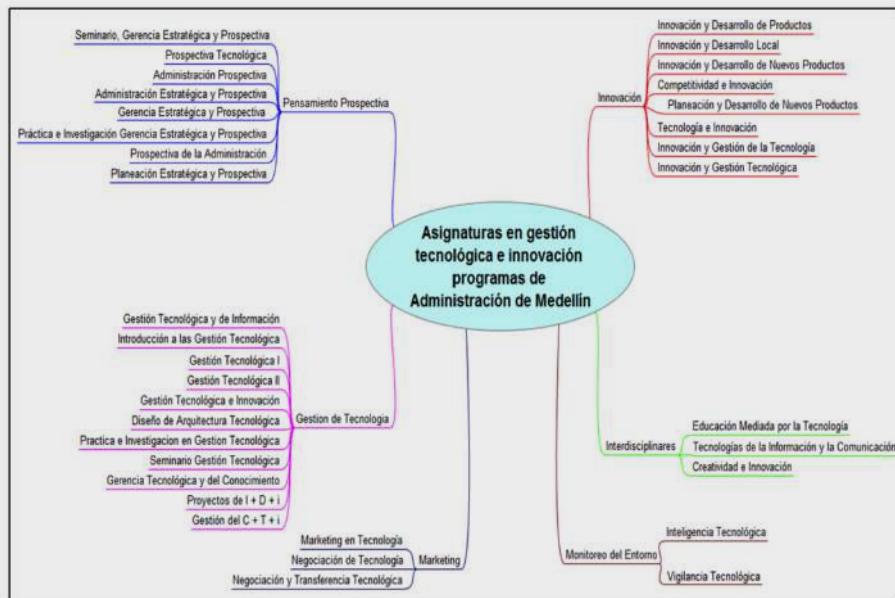 Seminario, Gerencia Estratégica y Prospectiva
Prospectiva Tecnológica
Administración Prospectiva
Administración Estratégica y Prospectiva
Gerencia Estratégica y Prospectiva
Práctica e Investigación Gerencia Estratégica y Prospectiva
Prospectiva de la Administración
Planeación Estratégica y Prospectiva
Pensamiento Prospectiva
Innovación y Desarrollo de Productos
Innovación y Desarrollo Local
Innovación y Desarrollo de Nuevos Productos
Competitividad e Innovación
Planeación y Desarrollo de Nuevos Productos
Tecnología e Innovación
Innovación y Gestión de la Tecnología
Innovación y Gestión Tecnológica
Innovación
Asignaturas en gestión
tecnológica e innovación
programas de
Administración de Medellín
Gestión Tecnológica y de Información
Introducción a las Gestión Tecnológica
Gestión Tecnológica I
Gestión Tecnológica II
Gestión Tecnológica e Innovación
Diseño de Arquitectura Tecnológica
Practica e Investigacion en Gestion Tecnológica
Seminario Gestión Tecnológica
Gerencia Tecnológica y del Conocimiento
Proyectos de I + D + i
Gestión del C + T + i
Gestion de Tecnologia
Educación Mediada por la Tecnología
Tecnologías de la Información y la Comunicación
Creatividad e Innovación
Interdisciplinares
Marketing en Tecnología
Negociación de Tecnología
Negociación y Transferencia Tecnológica
Marketing
Inteligencia Tecnológica
Vigilancia Tecnológica
Monitoreo del Entorno